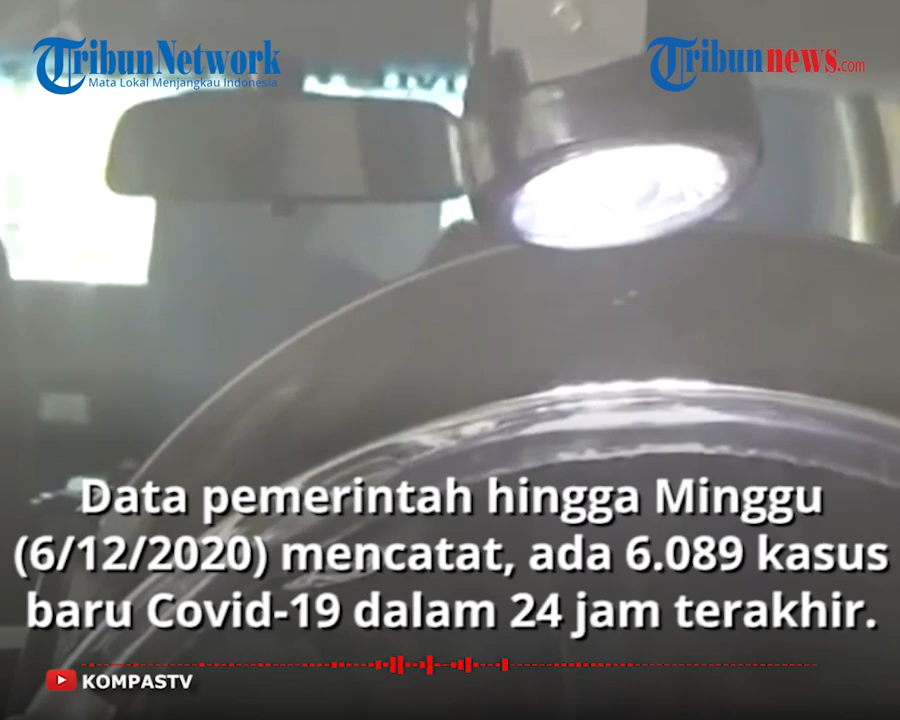 TribunNetwork
Mata Lokal Menjangkau Indonesia
Tribunnews.com
Data pemerintah hingga Minggu
(6/12/2020) mencatat, ada 6.089 kasus
baru Covid-19 dalam 24 jam terakhir.
KOMPASTV